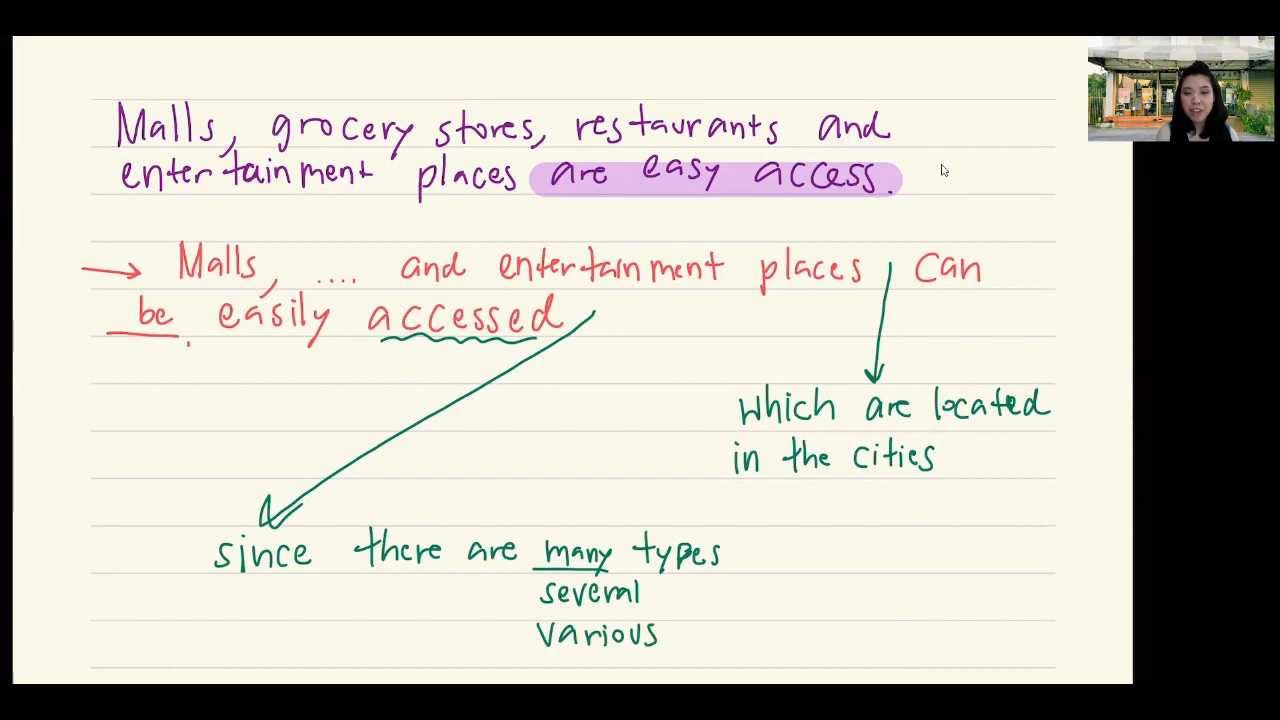 Malls, grocery stores, restaurants and
entertainment places are easy access.
→ Malls, .... and entertainment places can
be easily accessed.
which are located
in the cities
since there are many types
several
various